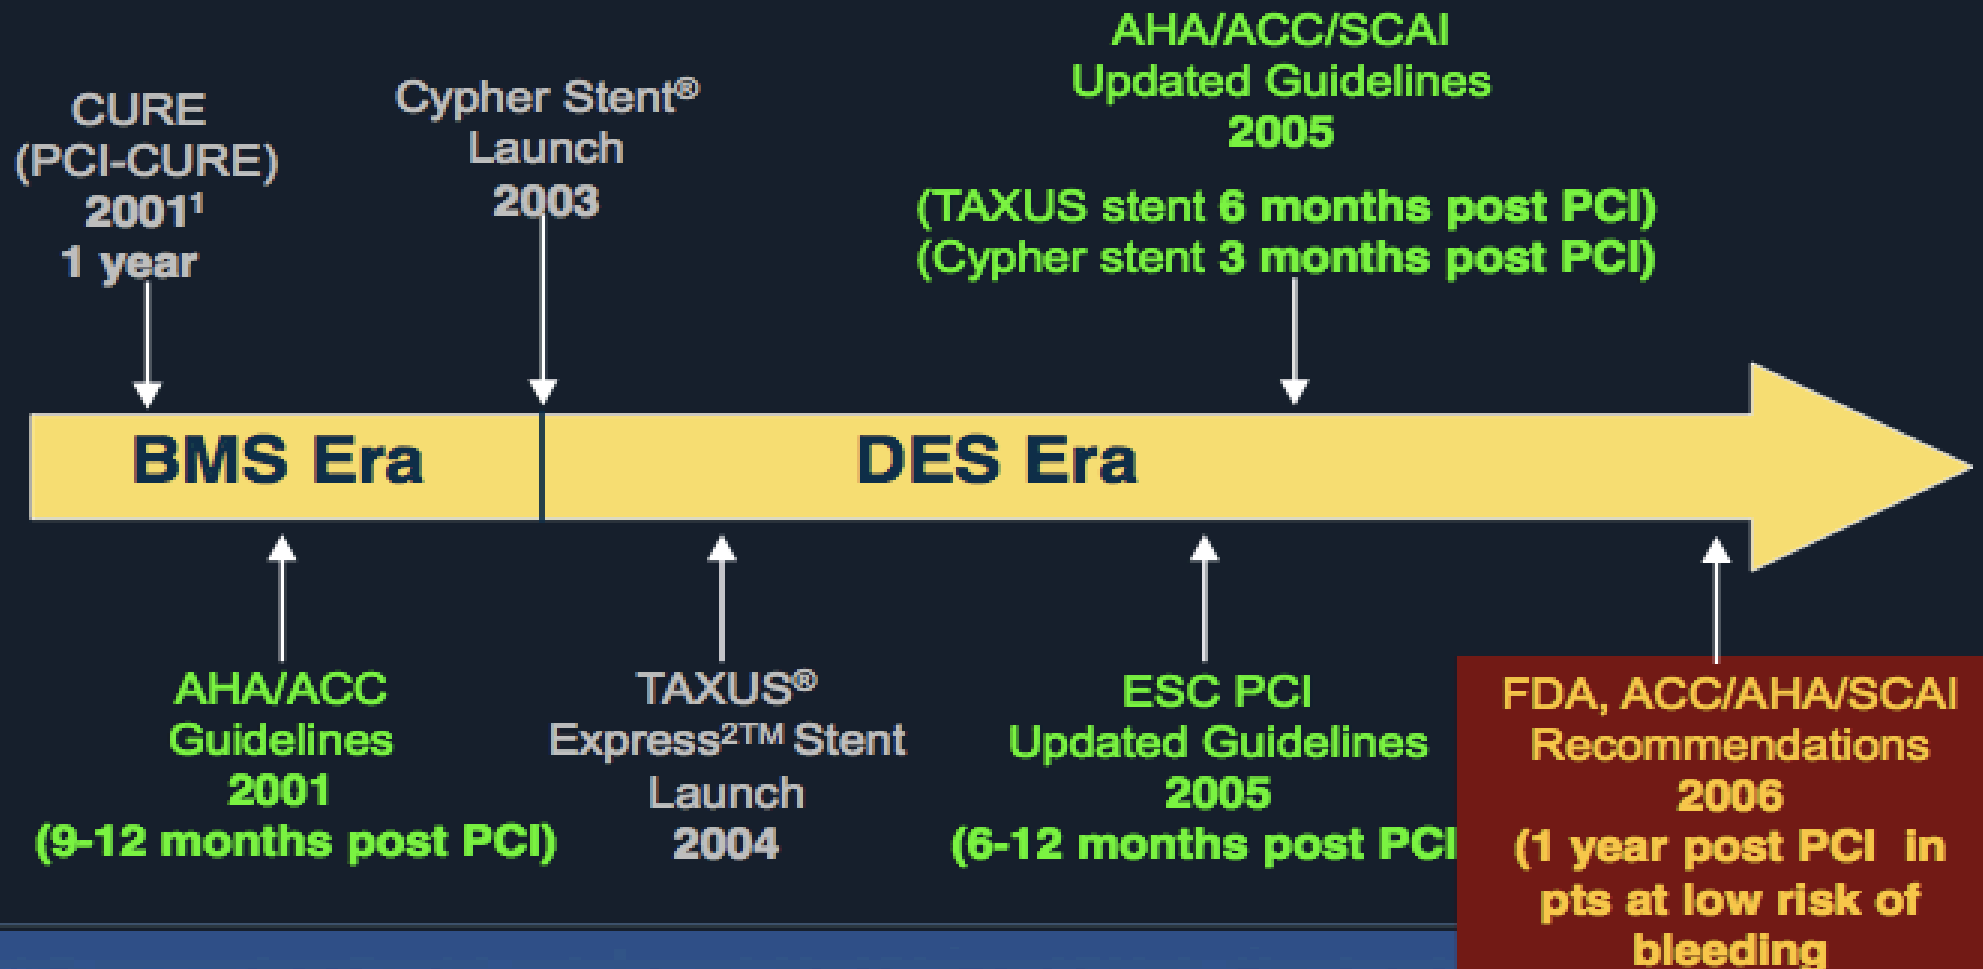 CURE
(PCI-CURE)
2001¹
1 year
Cypher Stent®
Launch
2003
AHA/ACC/SCAI
Updated Guidelines
2005
(TAXUS stent 6 months post PCI)
(Cypher stent 3 months post PCI)
BMS Era
DES Era
AHA/ACC
Guidelines
2001
(9-12 months post PCI)
TAXUS®
Express²™ Stent
Launch
2004
ESC PCI
Updated Guidelines
2005
(6-12 months post PCI
FDA, ACC/AHA/SCAI
Recommendations
2006
(1 year post PCI in
pts at low risk of
bleeding